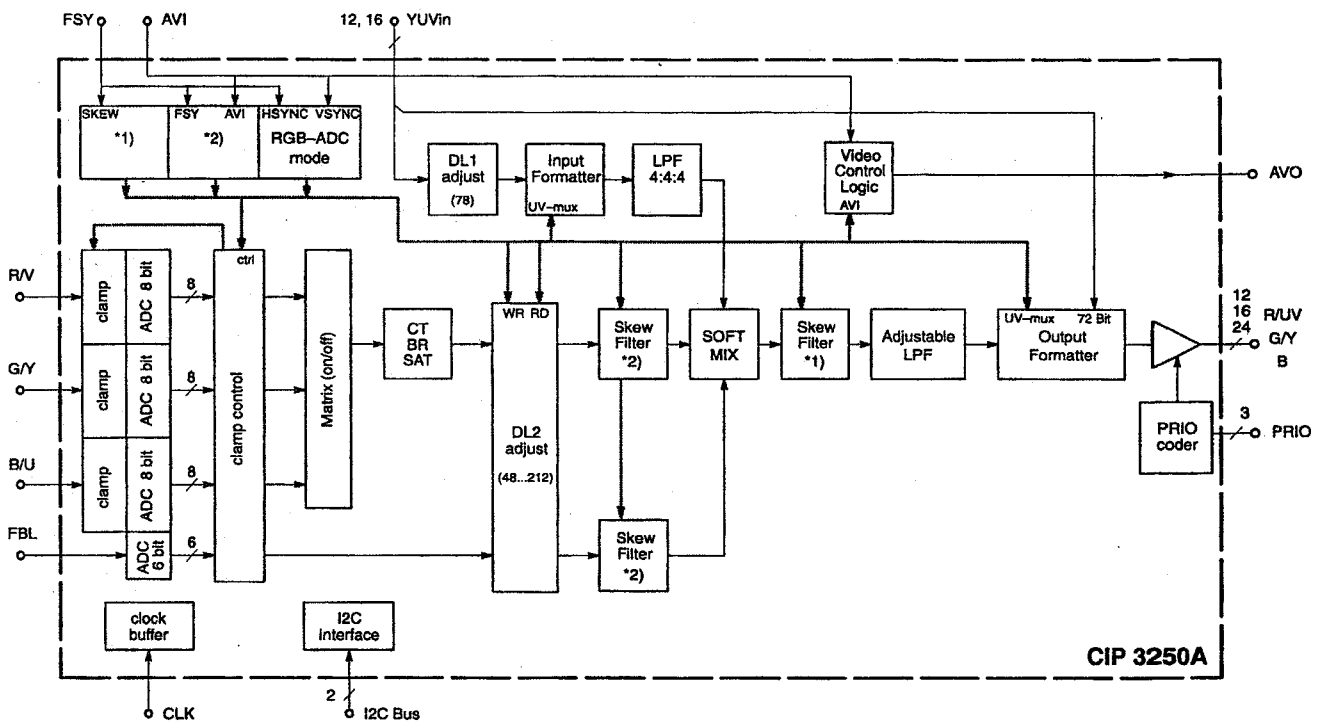 FSY
AVI
12, 16
YUVin
SKEW
*1)
FSY AVI
*2)
HSYNC VSYNC
RGB–ADC
mode
DL1
adjust
(78)
Input
Formatter
UV–mux
LPF
4:4:4
Video
Control
Logic
AVI
AVO
R/V
G/Y
B/U
FBL
clamp
ADC 8 bit
8
clamp
ADC 8 bit
8
clamp
ADC 8 bit
8
ADC
6 bit
6
ctrl
clamp control
Matrix (on/off)
CT
BR
SAT
WR RD
DL2
adjust
(48...212)
Skew
Filter
*2)
SOFT
MIX
Skew
Filter
*1)
Adjustable
LPF
UV–mux 72 Bit
Output
Formatter
12
16
24
R/UV
G/Y
B
PRIO
coder
3
PRIO
Skew
Filter
*2)
clock
buffer
I2C
interface
CIP 3250A
CLK
2
I2C Bus